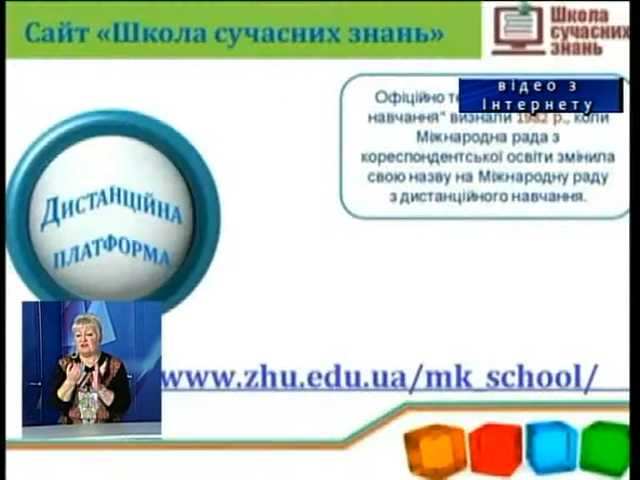 Сайт «Школа сучасних знань»
Школа
сучасних
знань
відео з
Інтернету
Офіційно
навчання" визнали 1982 р., коли
Міжнародна рада з
кореспондентської освіти змінила
свою назву на Міжнародну раду
з дистанційного навчання.
Дистанційна
платформа
www.zhu.edu.ua/mk_school/